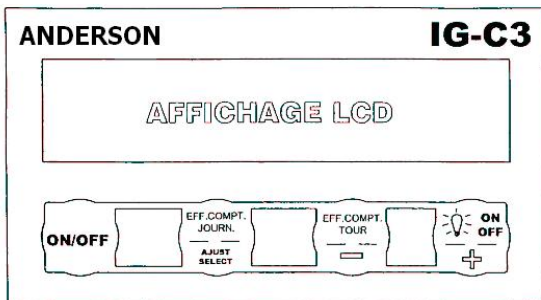 ANDERSON IG-C3
AFFICHAGE LCD
ON/OFF
EFF.COMPT.
JOURN.
AJUST
SELECT
EFF.COMPT.
TOUR
—
ON
OFF
+